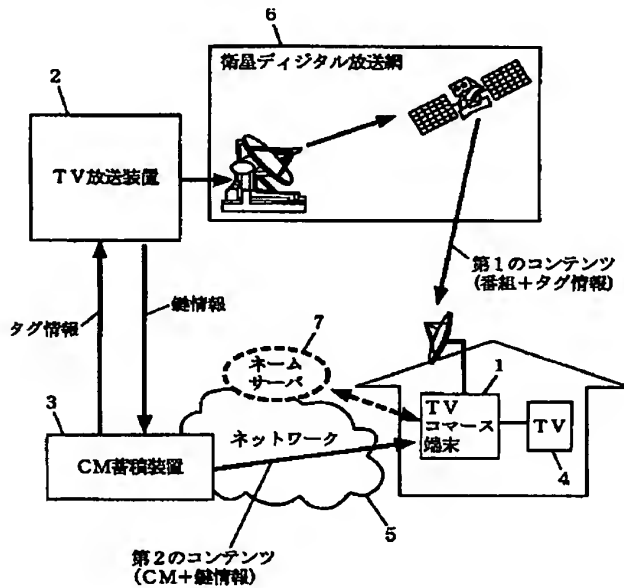 6
衛星ディジタル放送網
2
TV放送装置
第1のコンテンツ
(番組+タグ情報)
タグ情報
鍵情報
7
ネーム
サーバ
1
TV
コマース
端末
TV
4
3
CM蓄積装置
ネットワーク
5
第2のコンテンツ
(CM+鍵情報)